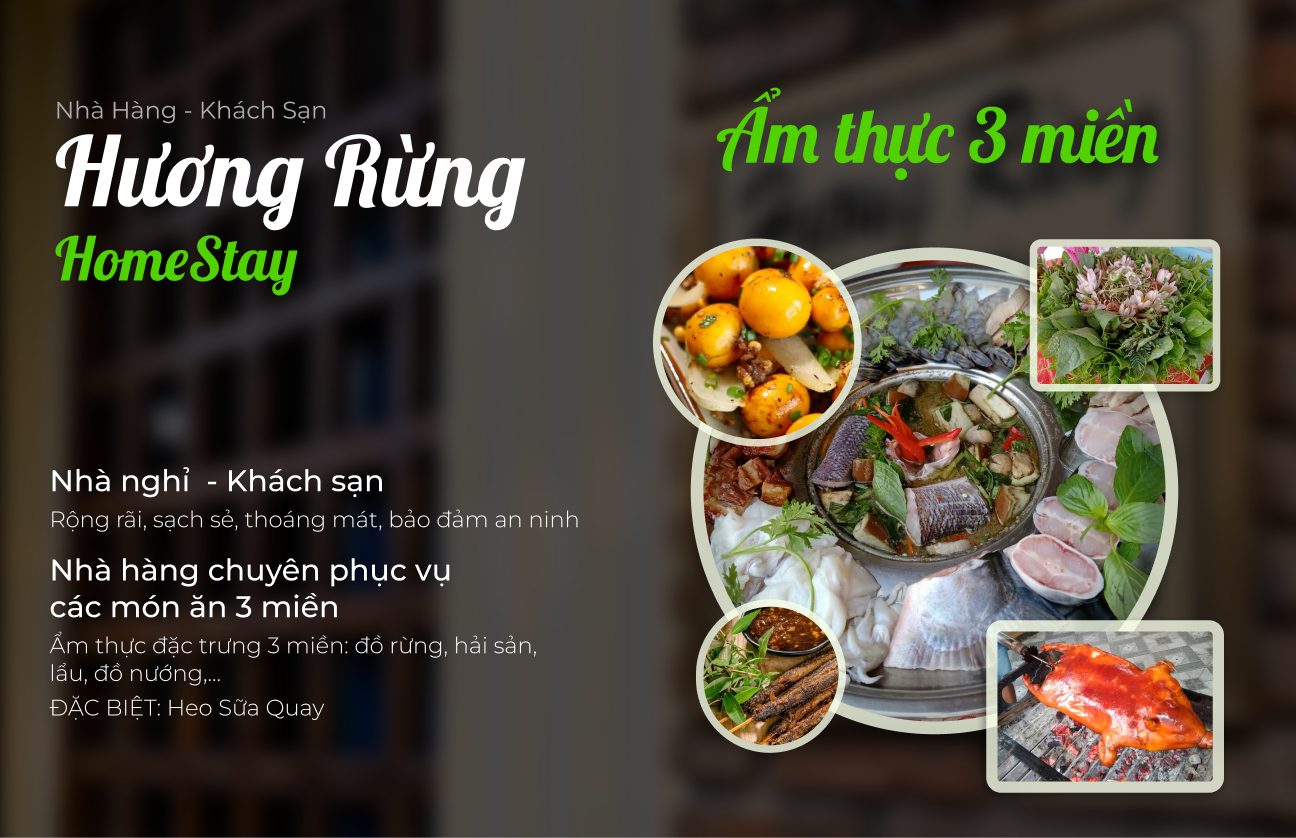 Nhà Hàng - Khách Sạn
Hương Rừng
HomeStay
Nhà nghỉ - Khách sạn
Rộng rãi, sạch sẻ, thoáng mát, bảo đảm an ninh
Nhà hàng chuyên phục vụ
các món ăn 3 miền
Ẩm thực đặc trưng 3 miền: đồ rừng, hải sản,
lẩu, đồ nướng,...
ĐẶC BIỆT: Heo Sữa Quay
Ẩm thực 3 miền